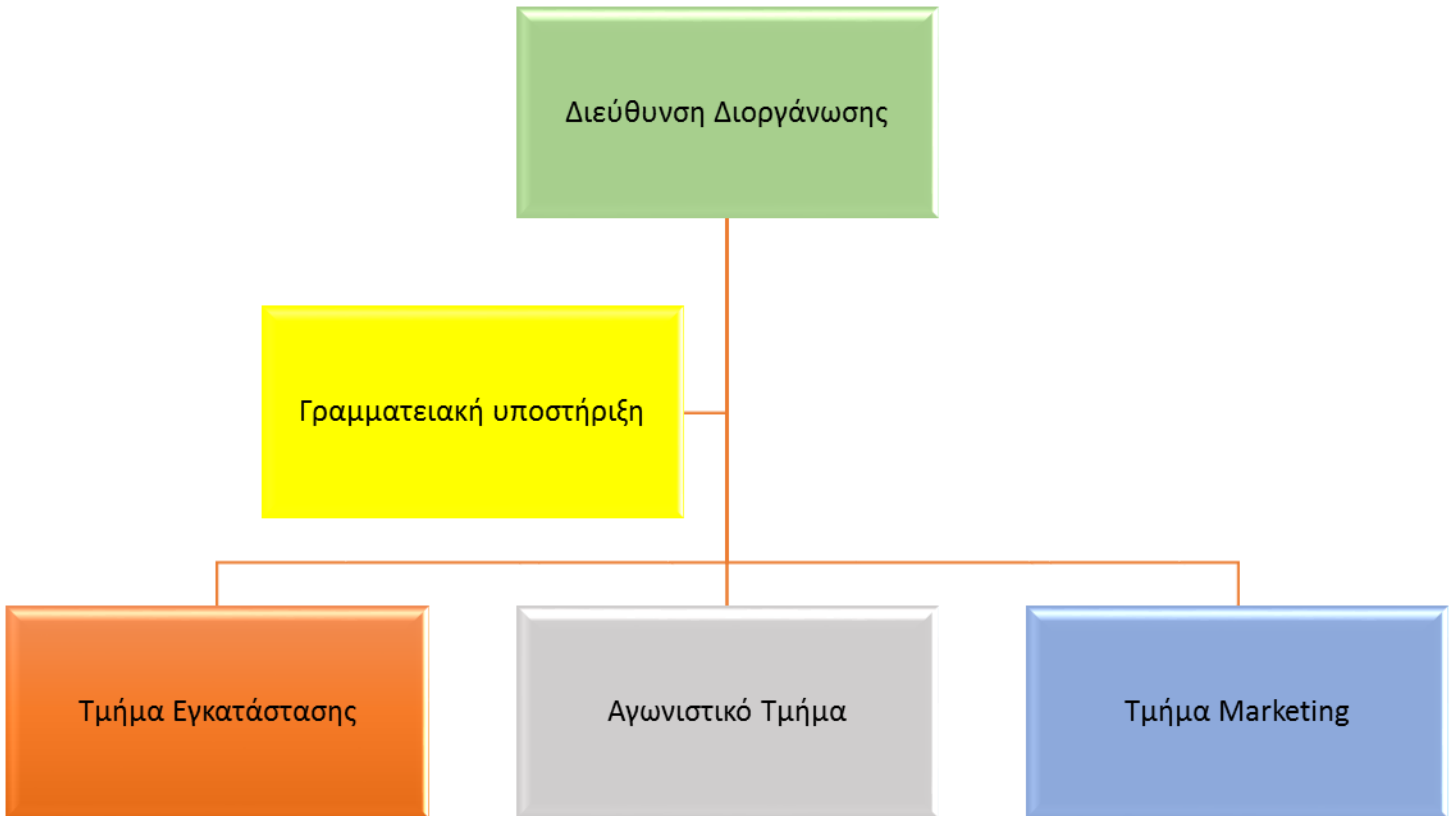 Διεύθυνση Διοργάνωσης
Γραμματειακή υποστήριξη
Τμήμα Εγκατάστασης
Αγωνιστικό Τμήμα
Τμήμα Marketing